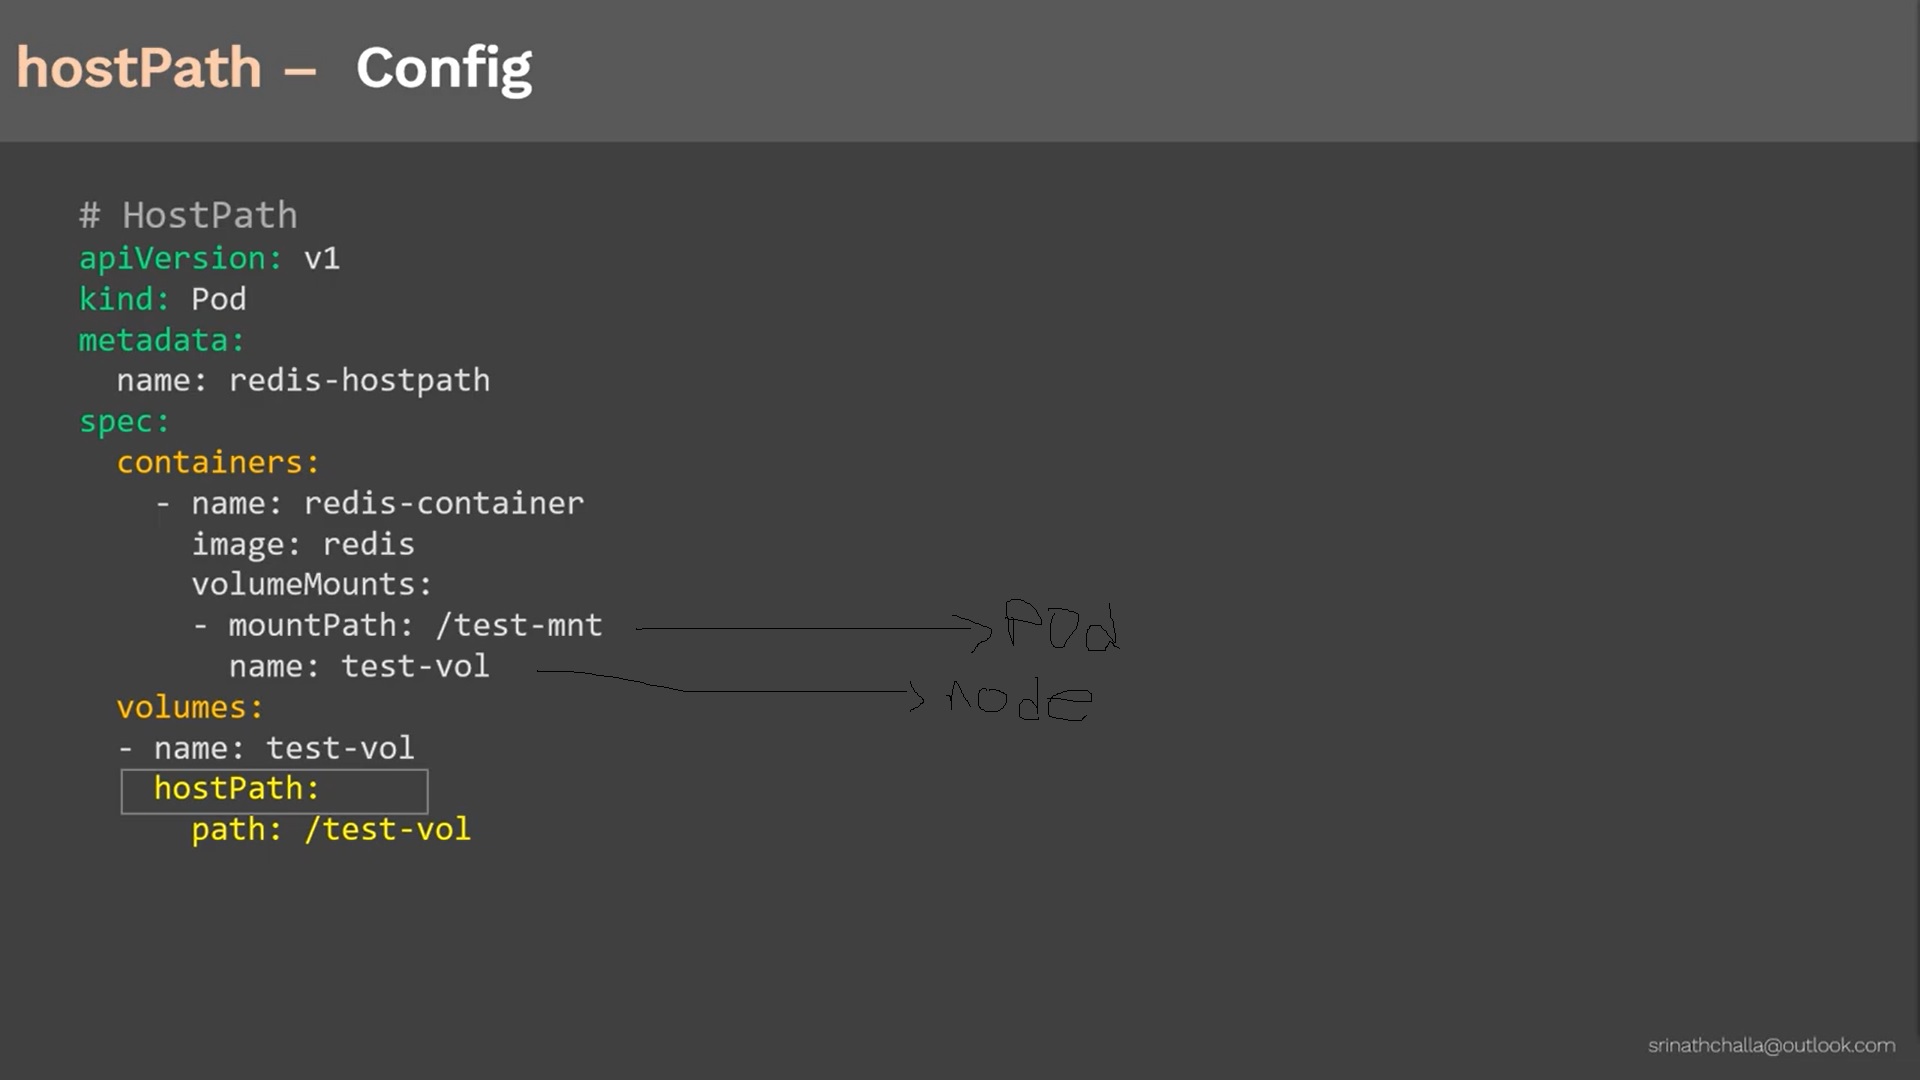 hostPath – Config
# HostPath
apiVersion: v1
kind: Pod
metadata:
  name: redis-hostpath
spec:
  containers:
    - name: redis-container
      image: redis
      volumeMounts:
      - mountPath: /test-mnt Pod
        name: test-vol node
  volumes:
  - name: test-vol
    hostPath:
      path: /test-vol
srinathchalla@outlook.com